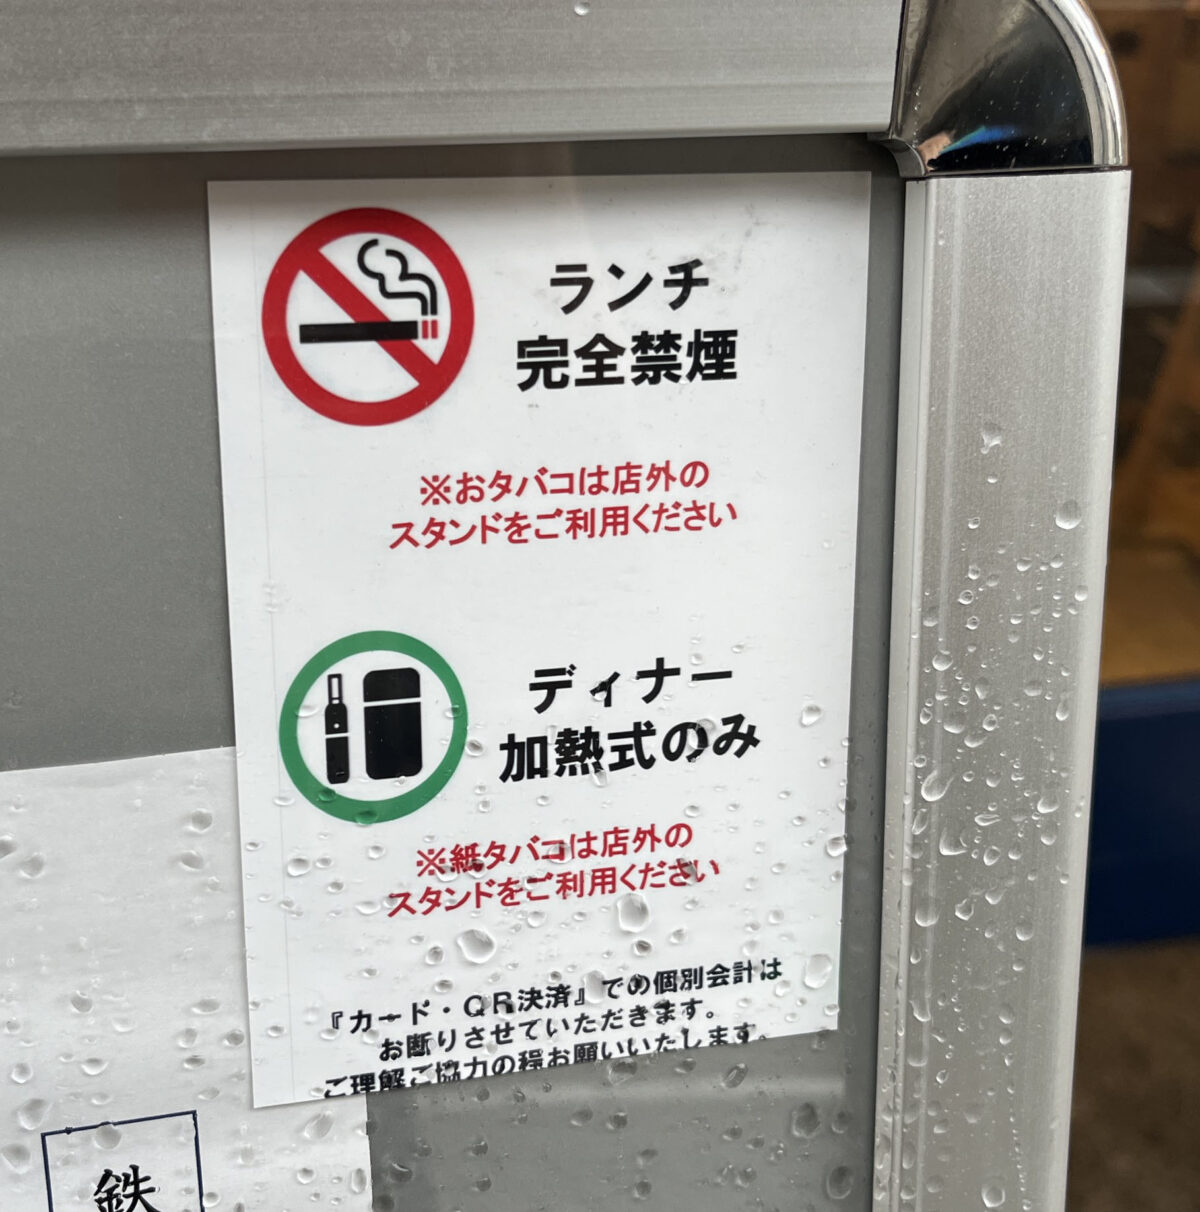 ランチ
完全禁煙
※おタバコは店外の
スタンドをご利用ください
ディナー
加熱式のみ
※紙タバコは店外の
スタンドをご利用ください
『カード・QR決済』での個別会計は
お断りさせていただきます。
ご理解ご協力の程お願いいたします。
鉄